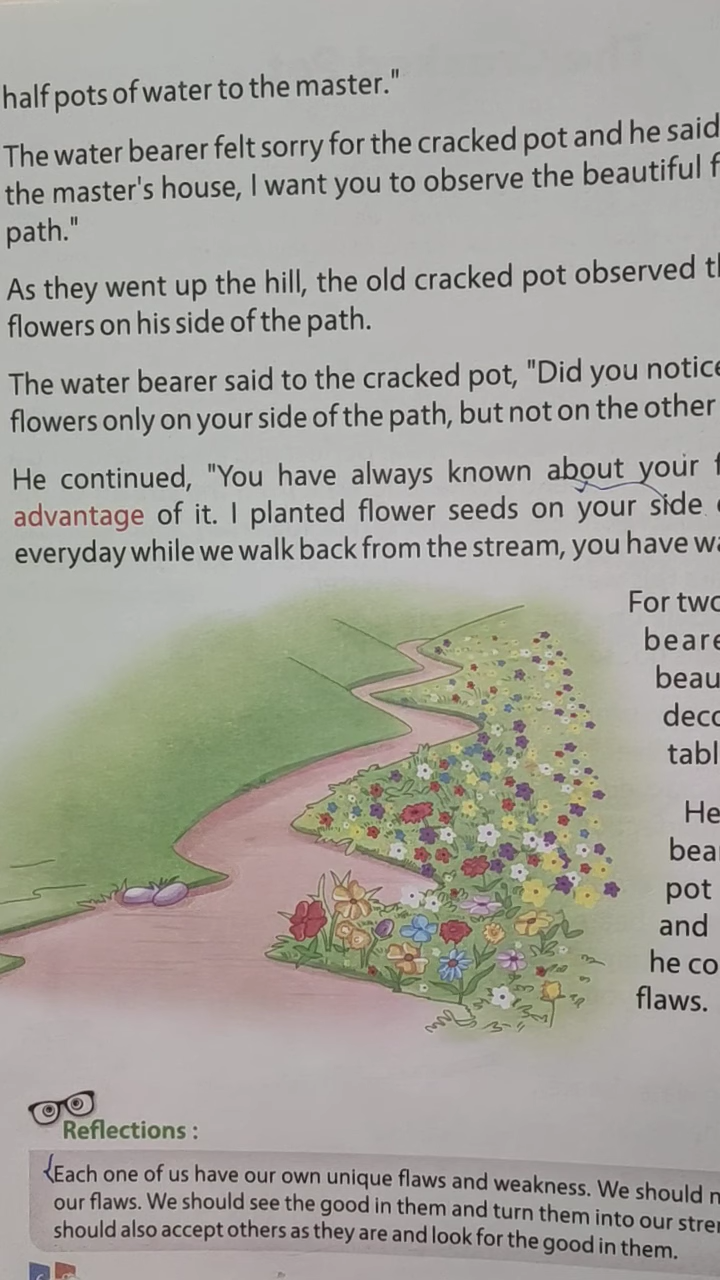 half pots of water to the master."
The water bearer felt sorry for the cracked pot and he said
the master's house, I want you to observe the beautiful
path."
As they went up the hill, the old cracked pot observed
flowers on his side of the path.
The water bearer said to the cracked pot, "Did you notice
flowers only on your side of the path, but not on the other
He continued, "You have always known about your
advantage of it. I planted flower seeds on your side
everyday while we walk back from the stream, you have
For two
beare
beau
deco
tabl
He
bea
pot
and
he co
flaws.
Reflections :
Each one of us have our own unique flaws and weakness. We should
our flaws. We should see the good in them and turn them into our stre
should also accept others as they are and look for the good in them.